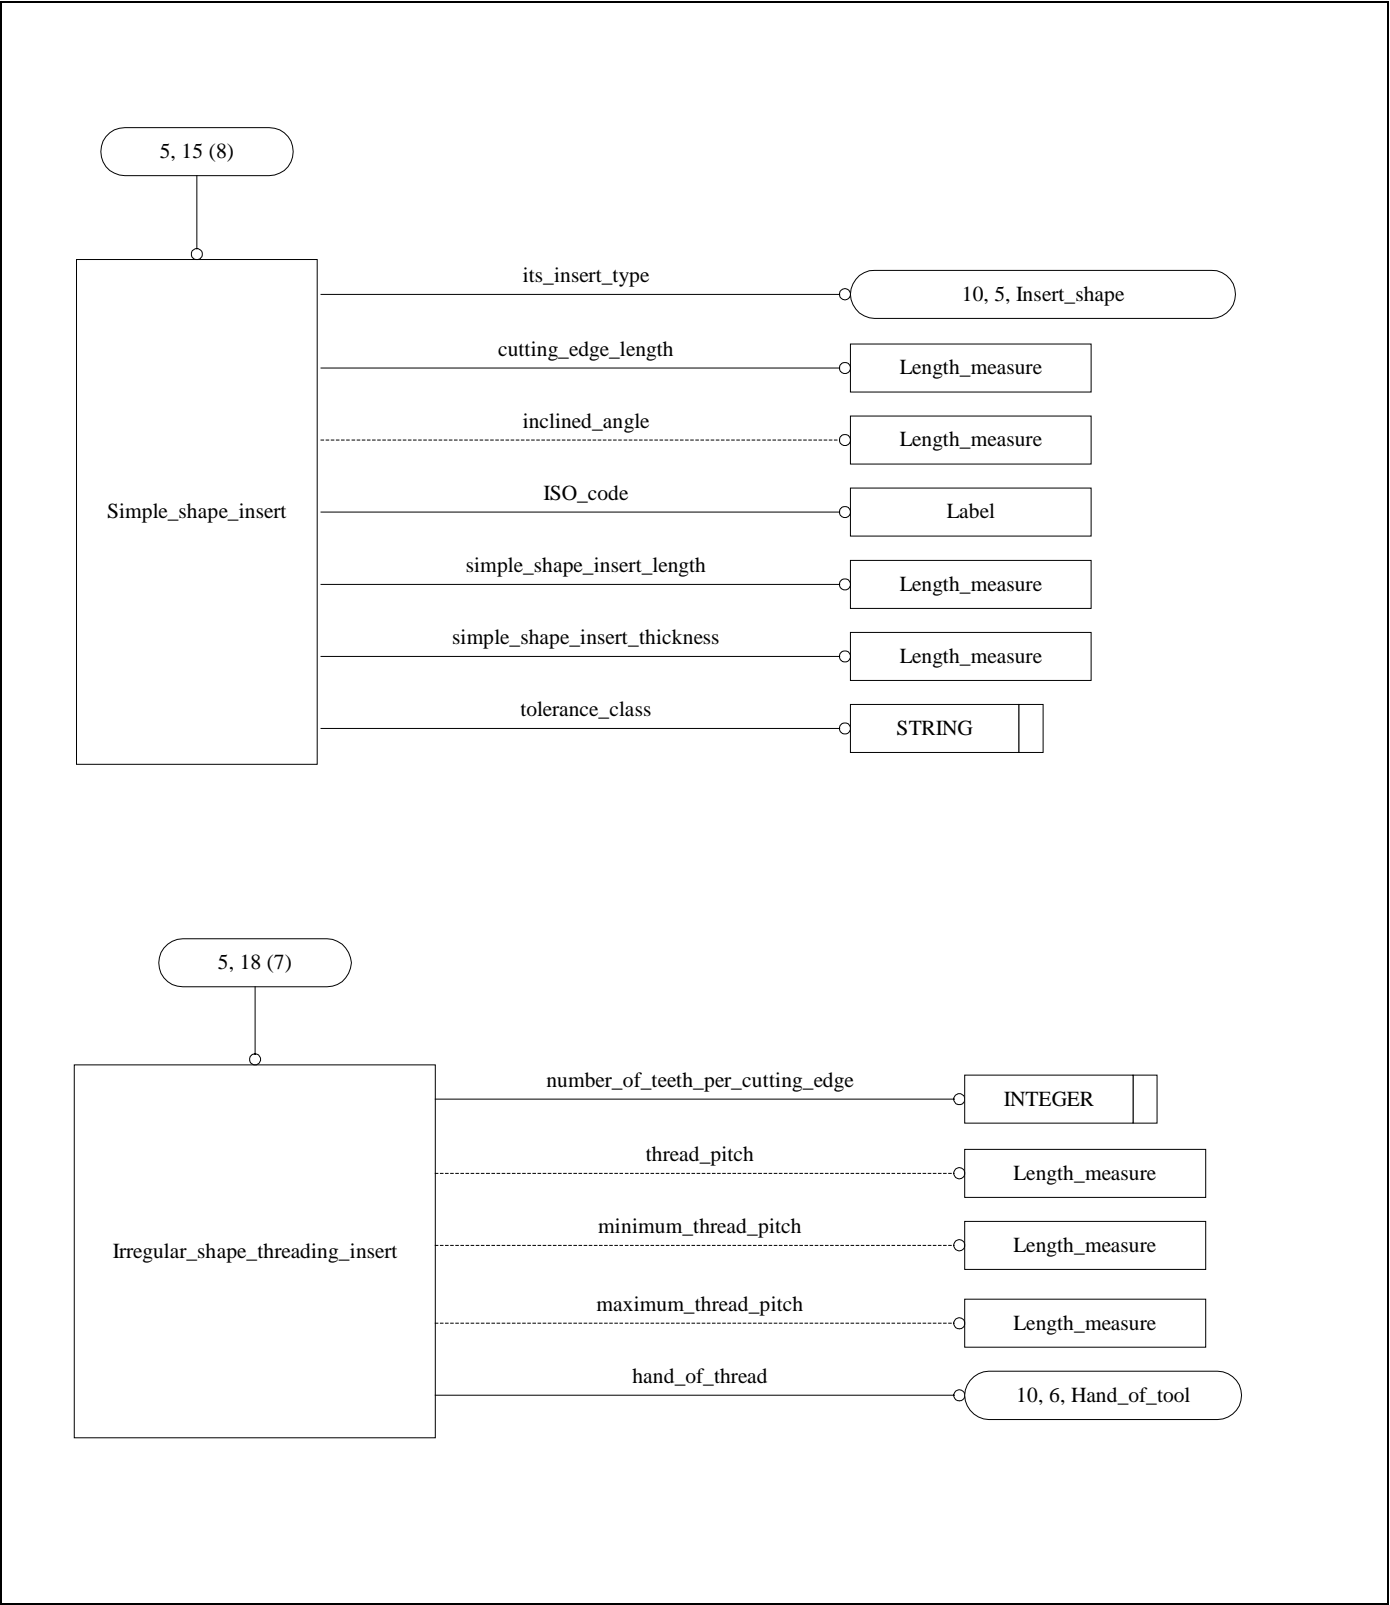 5, 15 (8)
its_insert_type
10, 5, Insert_shape
cutting_edge_length
Length_measure
inclined_angle
Length_measure
ISO_code
Simple_shape_insert
Label
simple_shape_insert_length
Length_measure
simple_shape_insert_thickness
Length_measure
tolerance_class
STRING
5, 18 (7)
number_of_teeth_per_cutting_edge
INTEGER
thread_pitch
Length_measure
minimum_thread_pitch
Irregular_shape_threading_insert
Length_measure
maximum_thread_pitch
Length_measure
hand_of_thread
10, 6, Hand_of_tool